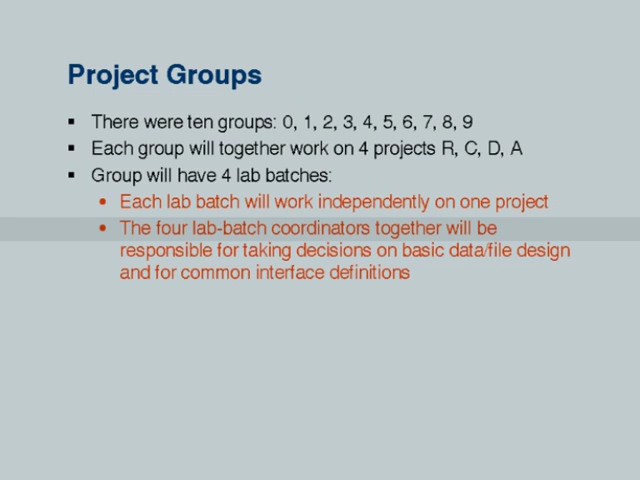 Project Groups
▪ There were ten groups: 0, 1, 2, 3, 4, 5, 6, 7, 8, 9
▪ Each group will together work on 4 projects R, C, D, A
▪ Group will have 4 lab batches:
• Each lab batch will work independently on one project
• The four lab-batch coordinators together will be
responsible for taking decisions on basic data/file design
and for common interface definitions